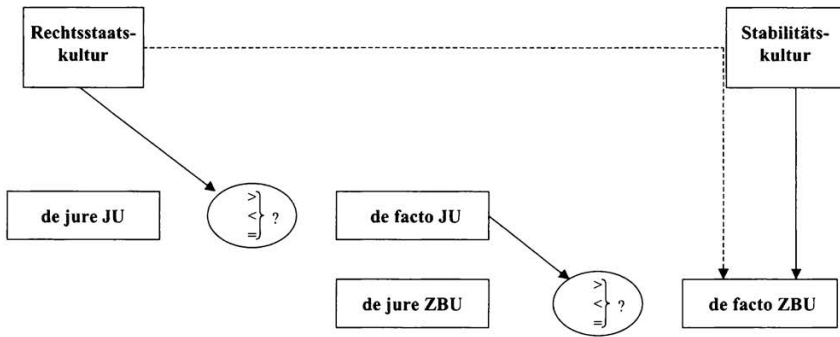 Rechtsstaats-
kultur
Stabilitäts-
kultur
de jure JU
>
<
=
?
de facto JU
de jure ZBU
>
<
=
?
de facto ZBU